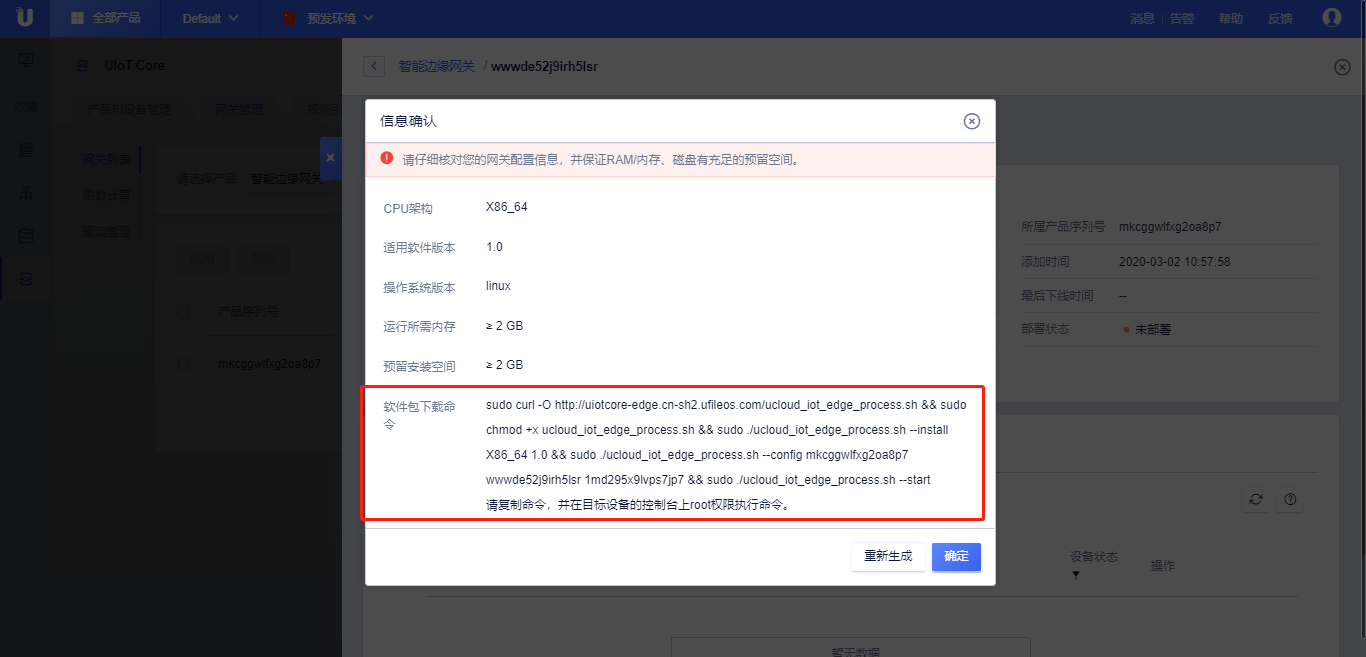 U 全部产品 Default 预发环境 消息 告警 帮助 反馈
UIoT Core
智能边缘网关 / wwwde52j9irh5lsr
产品和设备管理 网关管理 规则引
网关列表
函数计算
驱动管理
请选择产品 智能边缘网关
启用 禁用
产品序列号
mkcggwlfxg2oa8p7
信息确认
请仔细核对您的网关配置信息，并保证RAM/内存、磁盘有充足的预留空间。
CPU架构 X86_64
适用软件版本 1.0
操作系统版本 linux
运行所需内存 ≥ 2 GB
预留安装空间 ≥ 2 GB
软件包下载命令
sudo curl -O http://uiotcore-edge.cn-sh2.ufileos.com/ucloud_iot_edge_process.sh && sudo
chmod +x ucloud_iot_edge_process.sh && sudo ./ucloud_iot_edge_process.sh --install
X86_64 1.0 && sudo ./ucloud_iot_edge_process.sh --config mkcggwlfxg2oa8p7
wwwde52j9irh5lsr 1md295x9lvps7jp7 && sudo ./ucloud_iot_edge_process.sh --start
请复制命令，并在目标设备的控制台上root权限执行命令。
重新生成 确定
所属产品序列号 mkcggwlfxg2oa8p7
添加时间 2020-03-02 10:57:58
最后下线时间 --
部署状态 未部署
设备状态 操作
暂无数据